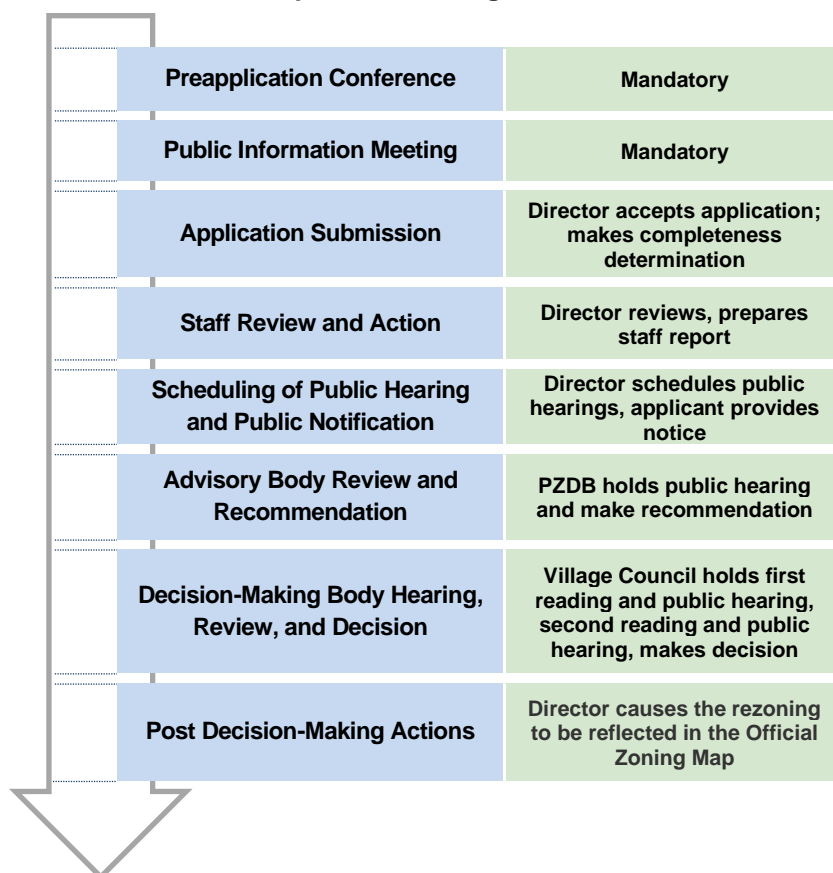 Preapplication Conference
Mandatory
Public Information Meeting
Mandatory
Application Submission
Director accepts application;
makes completeness
determination
Staff Review and Action
Director reviews, prepares
staff report
Scheduling of Public Hearing
and Public Notification
Director schedules public
hearings, applicant provides
notice
Advisory Body Review and
Recommendation
PZDB holds public hearing
and make recommendation
Decision-Making Body Hearing,
Review, and Decision
Village Council holds first
reading and public hearing,
second reading and public
hearing, makes decision
Post Decision-Making Actions
Director causes the rezoning
to be reflected in the Official
Zoning Map